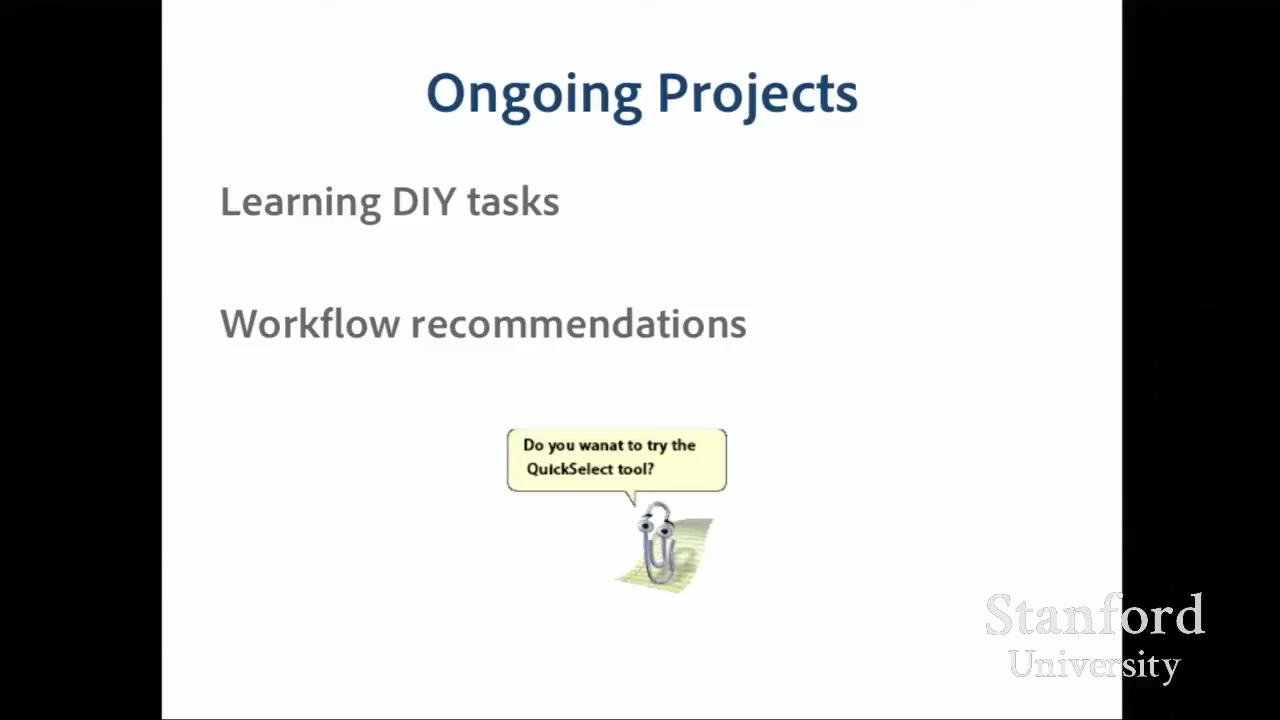 Ongoing Projects
Learning DIY tasks
Workflow recommendations
Do you wanat to try the
QuickSelect tool?
Stanford
University